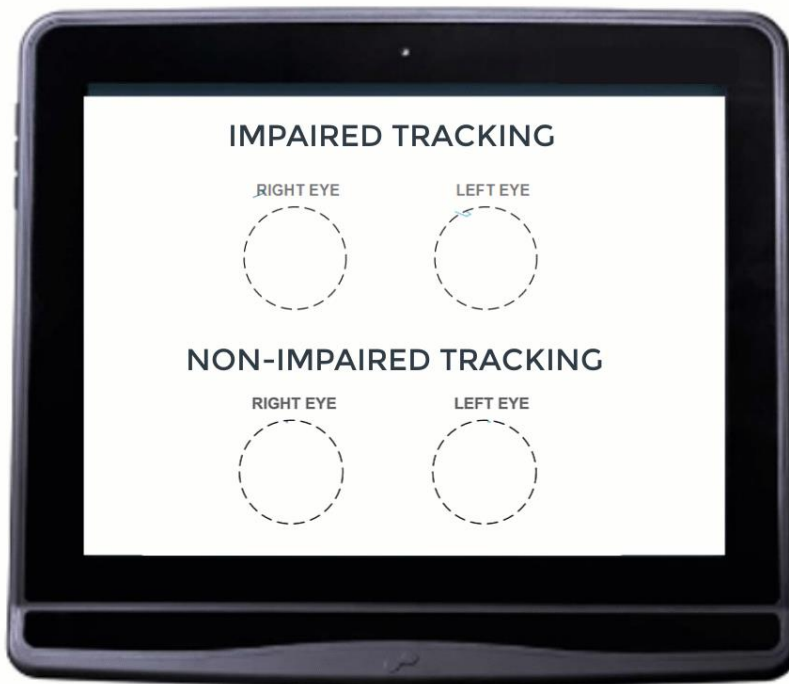 IMPAIRED TRACKING
RIGHT EYE LEFT EYE
NON-IMPAIRED TRACKING
RIGHT EYE LEFT EYE